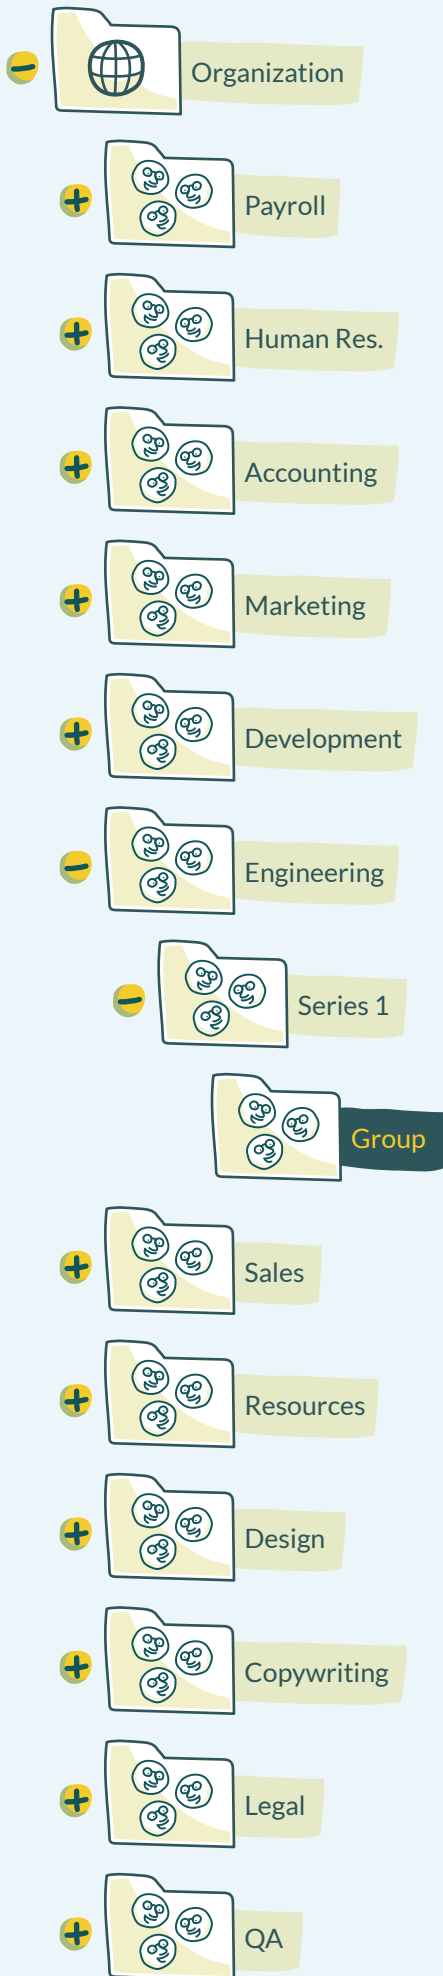 Organization
Payroll
Human Res.
Accounting
Marketing
Development
Engineering
Series 1
Group
Sales
Resources
Design
Copywriting
Legal
QA